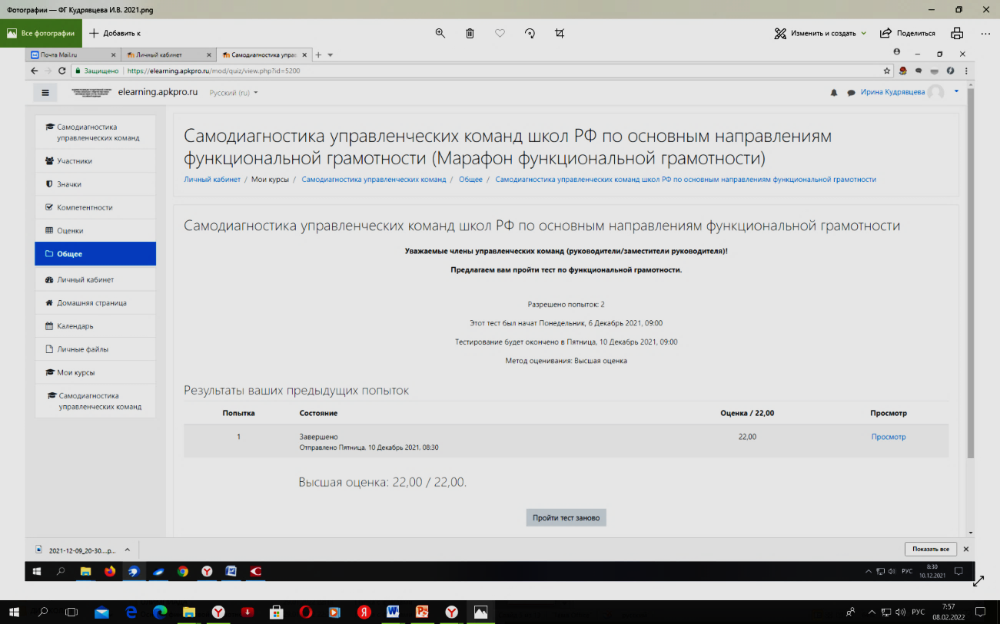 Фотографии — ФГ Кудрявцева И.В. 2021.png
Все фотографии
Добавить к
Изменить и создать
Поделиться
Почта Mail.ru
Личный кабинет
Самодиагностика упра
Защищено
https://elearning.apkpro.ru/mod/quiz/view.php?id=5200
elearning.apkpro.ru
Русский (ru)
Ирина Кудрявцева
Самодиагностика
управленческих команд
Участники
Значки
Компетентности
Оценки
Общее
Личный кабинет
Домашняя страница
Календарь
Личные файлы
Мои курсы
Самодиагностика
управленческих команд
Самодиагностика управленческих команд школ РФ по основным направлениям
функциональной грамотности (Марафон функциональной грамотности)
Личный кабинет / Мои курсы / Самодиагностика управленческих команд / Общее / Самодиагностика управленческих команд школ РФ по основным направлениям функциональной грамотности
Самодиагностика управленческих команд школ РФ по основным направлениям функциональной грамотности
Уважаемые члены управленческих команд (руководители/заместители руководителя)!
Предлагаем вам пройти тест по функциональной грамотности.
Разрешено попыток: 2
Этот тест был начат Понедельник, 6 Декабрь 2021, 09:00
Тестирование будет окончено в Пятница, 10 Декабрь 2021, 09:00
Метод оценивания: Высшая оценка
Результаты ваших предыдущих попыток
Попытка Состояние Оценка / 22,00 Просмотр
1 Завершено 22,00 Просмотр
Отправлено Пятница, 10 Декабрь 2021, 08:30
Высшая оценка: 22,00 / 22,00.
Пройти тест заново
2021-12-09_20-30....p...
Показать все
РУС
8:30
10.12.2021
РУС
7:57
08.02.2022